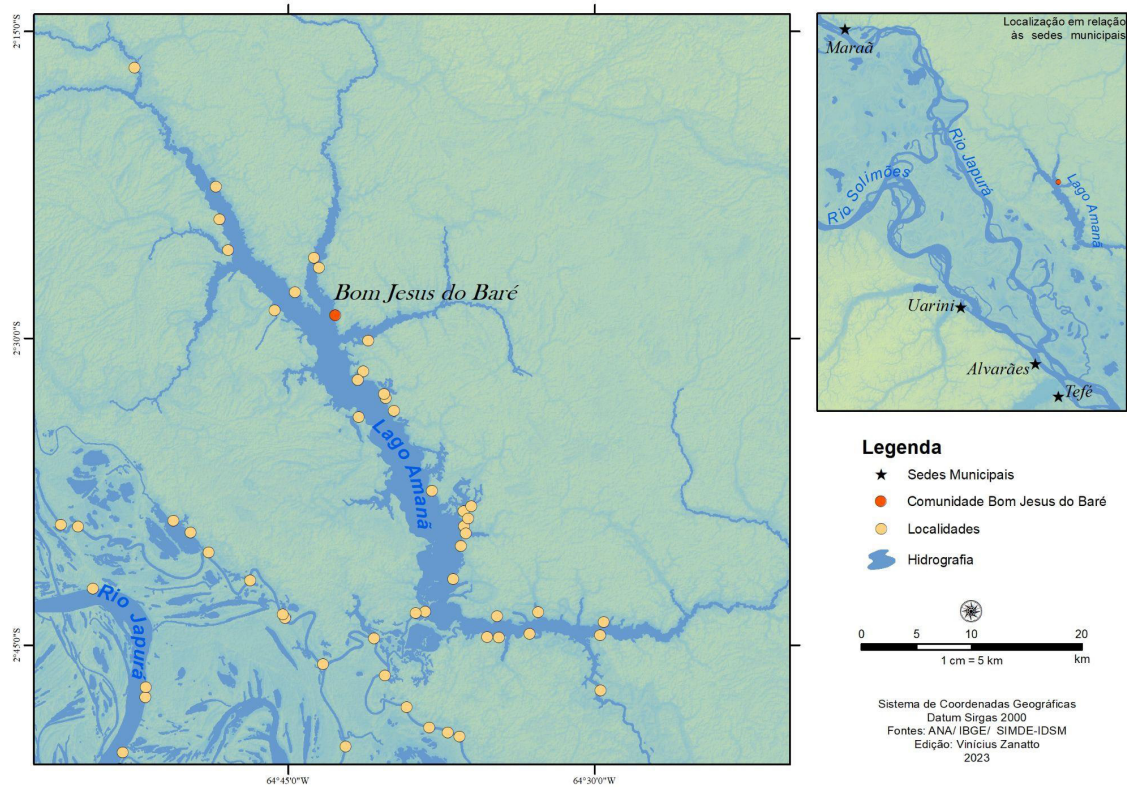 2°15'0"S
2°30'0"S
2°45'0"S
64°45'0"W
64°30'0"W
Bom Jesus do Baré
Lago Amanã
Rio Japurá
Localização em relação
às sedes municipais
Maraã
Rio Japurá
Rio Solimões
Lago Amanã
Uarini
Alvarães
Tefé
Legenda
Sedes Municipais
Comunidade Bom Jesus do Baré
Localidades
Hidrografia
0 5 10 20
1 cm = 5 km km
Sistema de Coordenadas Geográficas
Datum Sirgas 2000
Fontes: ANA/ IBGE/ SIMDE-IDSM
Edição: Vinícius Zanatto
2023